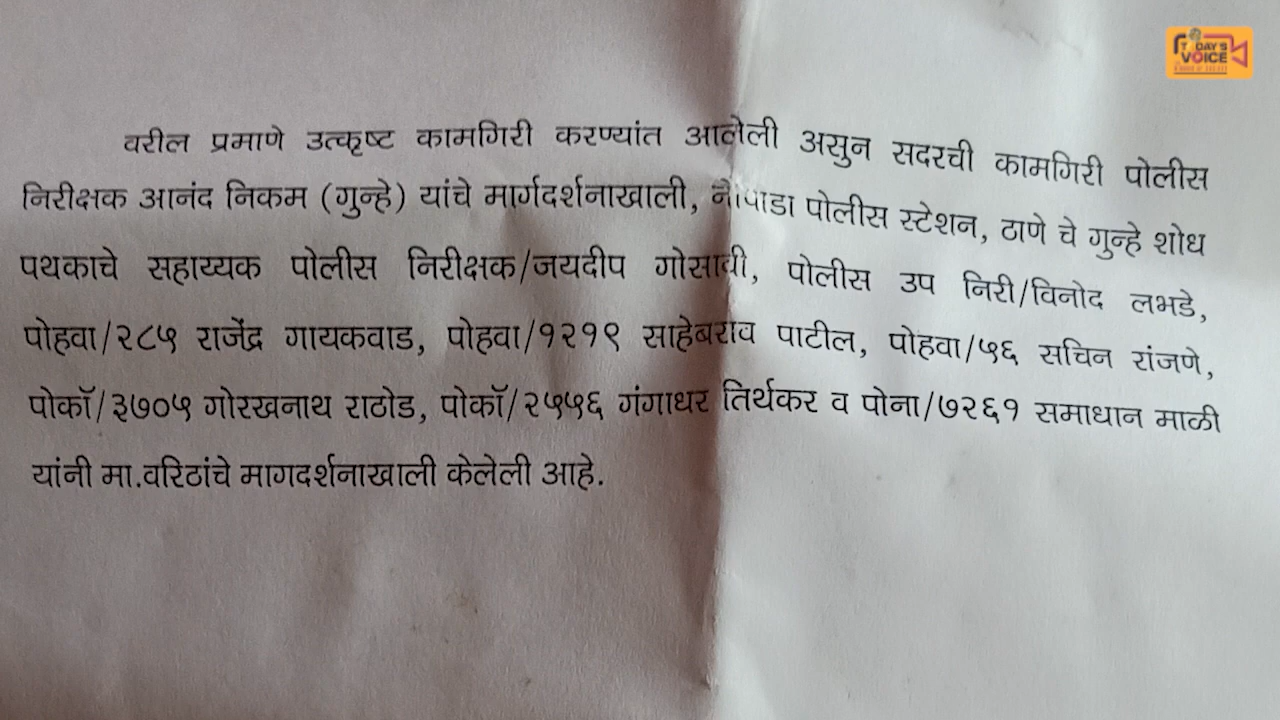 TODAY'S
VOICE
वरील प्रमाणे उत्कृष्ट कामगिरी करण्यांत आलेली असुन सदरची कामगिरी पोलीस
निरीक्षक आनंद निकम (गुन्हे) यांचे मार्गदर्शनाखाली, नौपाडा पोलीस स्टेशन, ठाणे चे गुन्हे शोध
पथकाचे सहाय्यक पोलीस निरीक्षक/जयदीप गोसावी, पोलीस उप निरी/विनोद लभडे,
पोहवा/२८५ राजेंद्र गायकवाड, पोहवा/१२१९ साहेबराव पाटील, पोहवा/५६ सचिन रांजणे,
पोकॉ/३७०५ गोरखनाथ राठोड, पोकॉ/२५५६ गंगाधर तिर्थकर व पोना/७२६१ समाधान माळी
यांनी मा.वरिठांचे मागदर्शनाखाली केलेली आहे.